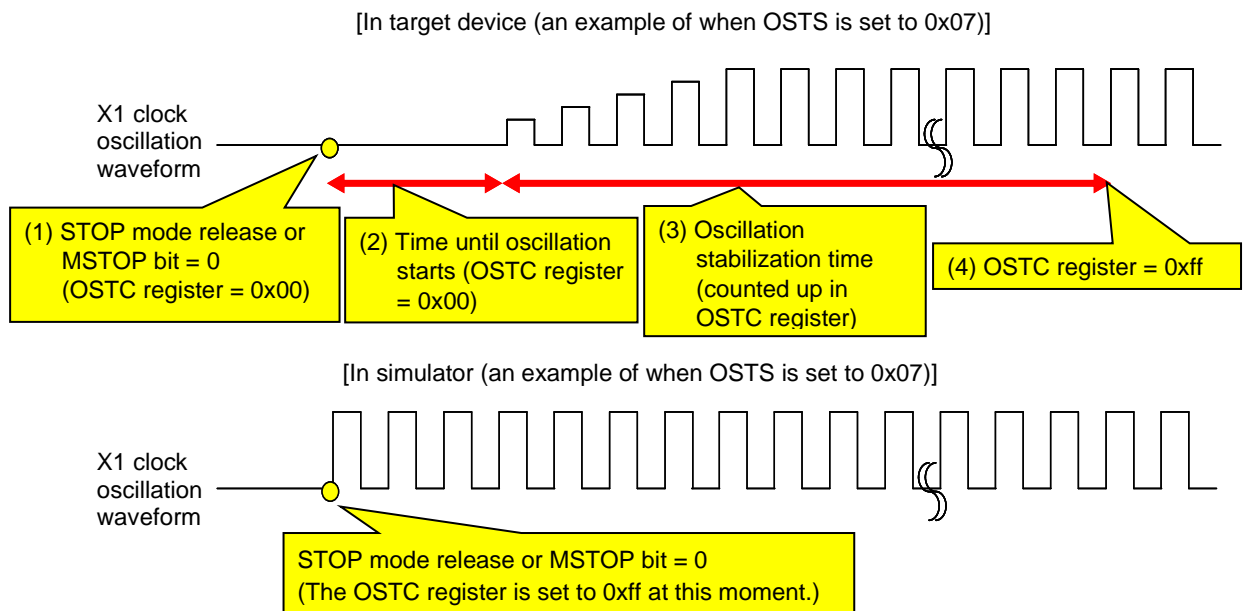 [In target device (an example of when OSTS is set to 0x07)]
X1 clock
oscillation
waveform
(1) STOP mode release or
MSTOP bit = 0
(OSTC register = 0x00)
(2) Time until oscillation
starts (OSTC register
= 0x00)
(3) Oscillation
stabilization time
(counted up in
OSTC register)
(4) OSTC register = 0xff
[In simulator (an example of when OSTS is set to 0x07)]
X1 clock
oscillation
waveform
STOP mode release or MSTOP bit = 0
(The OSTC register is set to 0xff at this moment.)